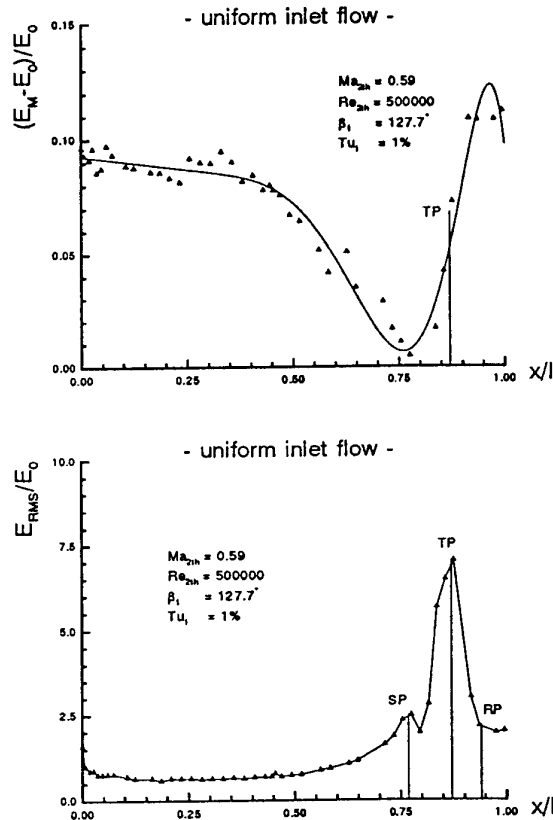 - uniform inlet flow -
(E_M-E_0)/E_0
0.15
0.10
0.05
0.00
Ma_2th = 0.59
Re_2th = 500000
β_1 = 127.7°
Tu_1 = 1%
TP
0.00 0.25 0.50 0.75 1.00
x/l
- uniform inlet flow -
E_RMS/E_0
10.0
7.5
5.0
2.5
0.0
Ma_2th = 0.59
Re_2th = 500000
β_1 = 127.7°
Tu_1 = 1%
TP
SP
RP
0.00 0.25 0.50 0.75 1.00
x/l